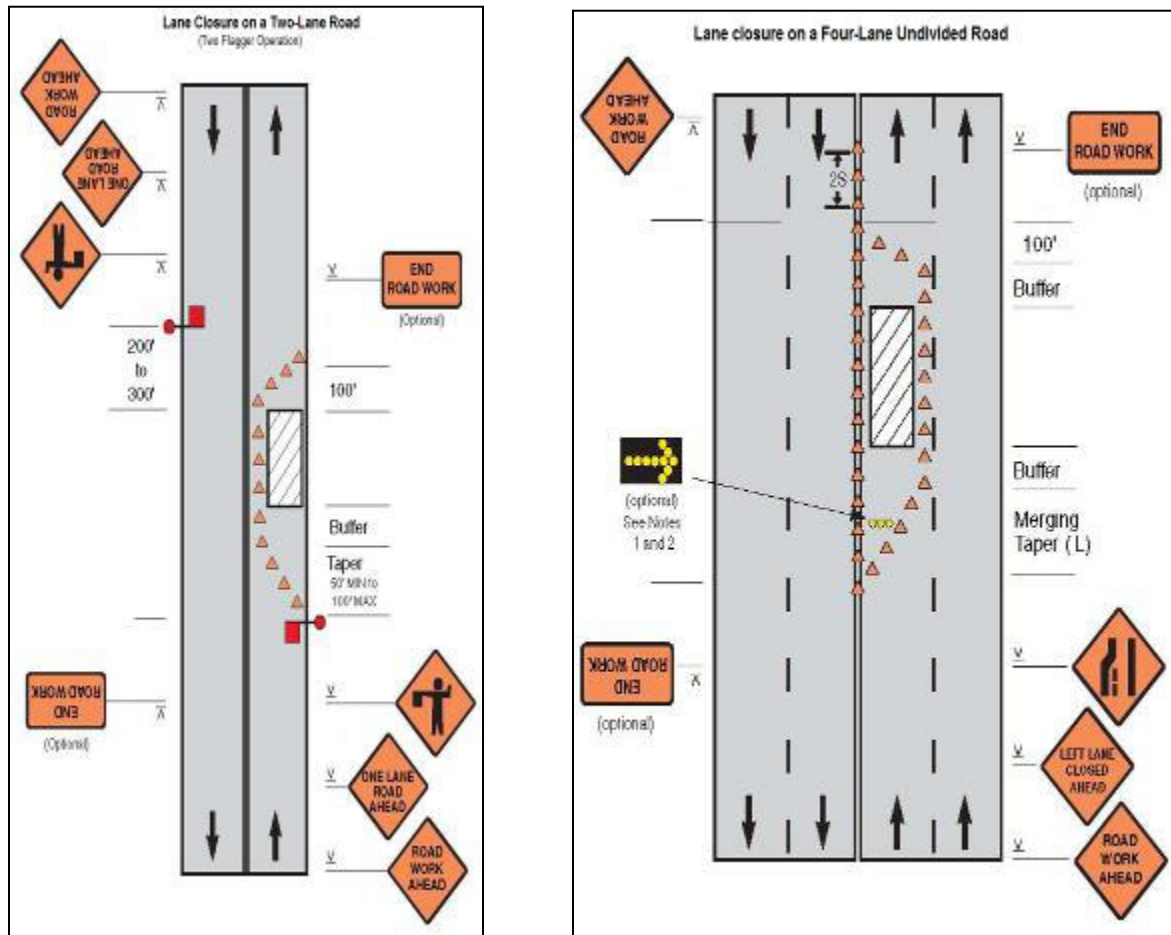 Lane Closure on a Two-Lane Road
(Two Flagger Operation)
ROAD
WORK
AHEAD
ONE LANE
ROAD
AHEAD
END
ROAD WORK
(Optional)
200'
to
300'
100'
Buffer
Taper
50' MIN to
100' MAX
END
ROAD WORK
(Optional)
ONE LANE
ROAD
AHEAD
ROAD
WORK
AHEAD
Lane closure on a Four-Lane Undivided Road
ROAD
WORK
AHEAD
END
ROAD WORK
(optional)
2S
100'
Buffer
(optional)
See Notes
1 and 2
Buffer
Merging
Taper (L)
END
ROAD WORK
(optional)
LEFT LANE
CLOSED
AHEAD
ROAD
WORK
AHEAD